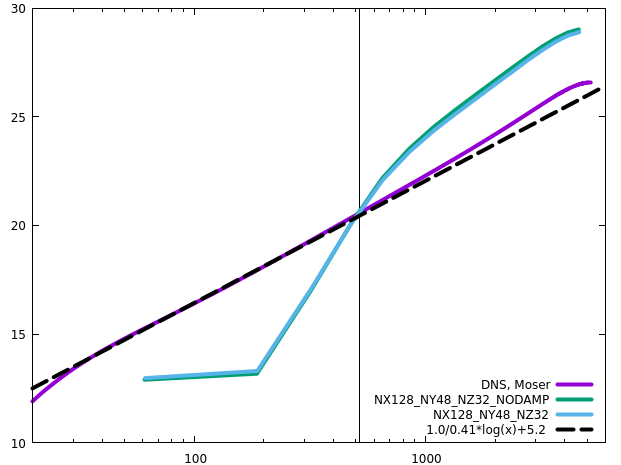 30
25
20
15
10
DNS, Moser
NX128_NY48_NZ32_NODAMP
NX128_NY48_NZ32
1.0/0.41*log(x)+5.2
100
1000